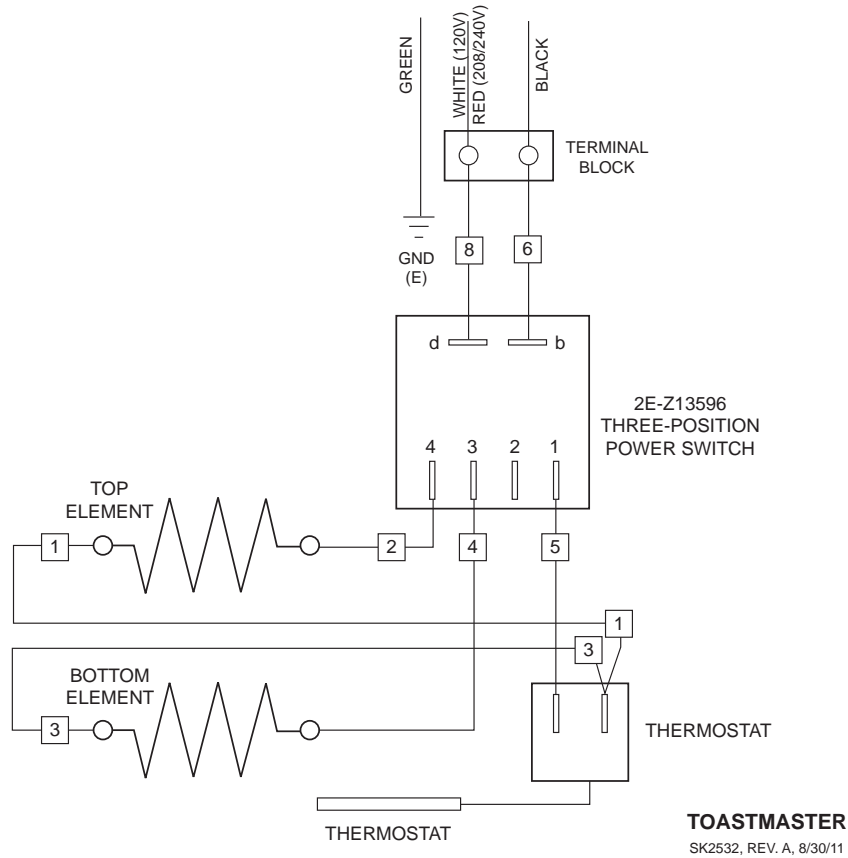 GREEN
WHITE (120V)
RED (208/240V)
BLACK
TERMINAL
BLOCK
GND
(E)
8
6
d
b
2E-Z13596
THREE-POSITION
POWER SWITCH
4
3
2
1
TOP
ELEMENT
1
2
4
5
1
3
BOTTOM
ELEMENT
3
THERMOSTAT
THERMOSTAT
TOASTMASTER
SK2532, REV. A, 8/30/11